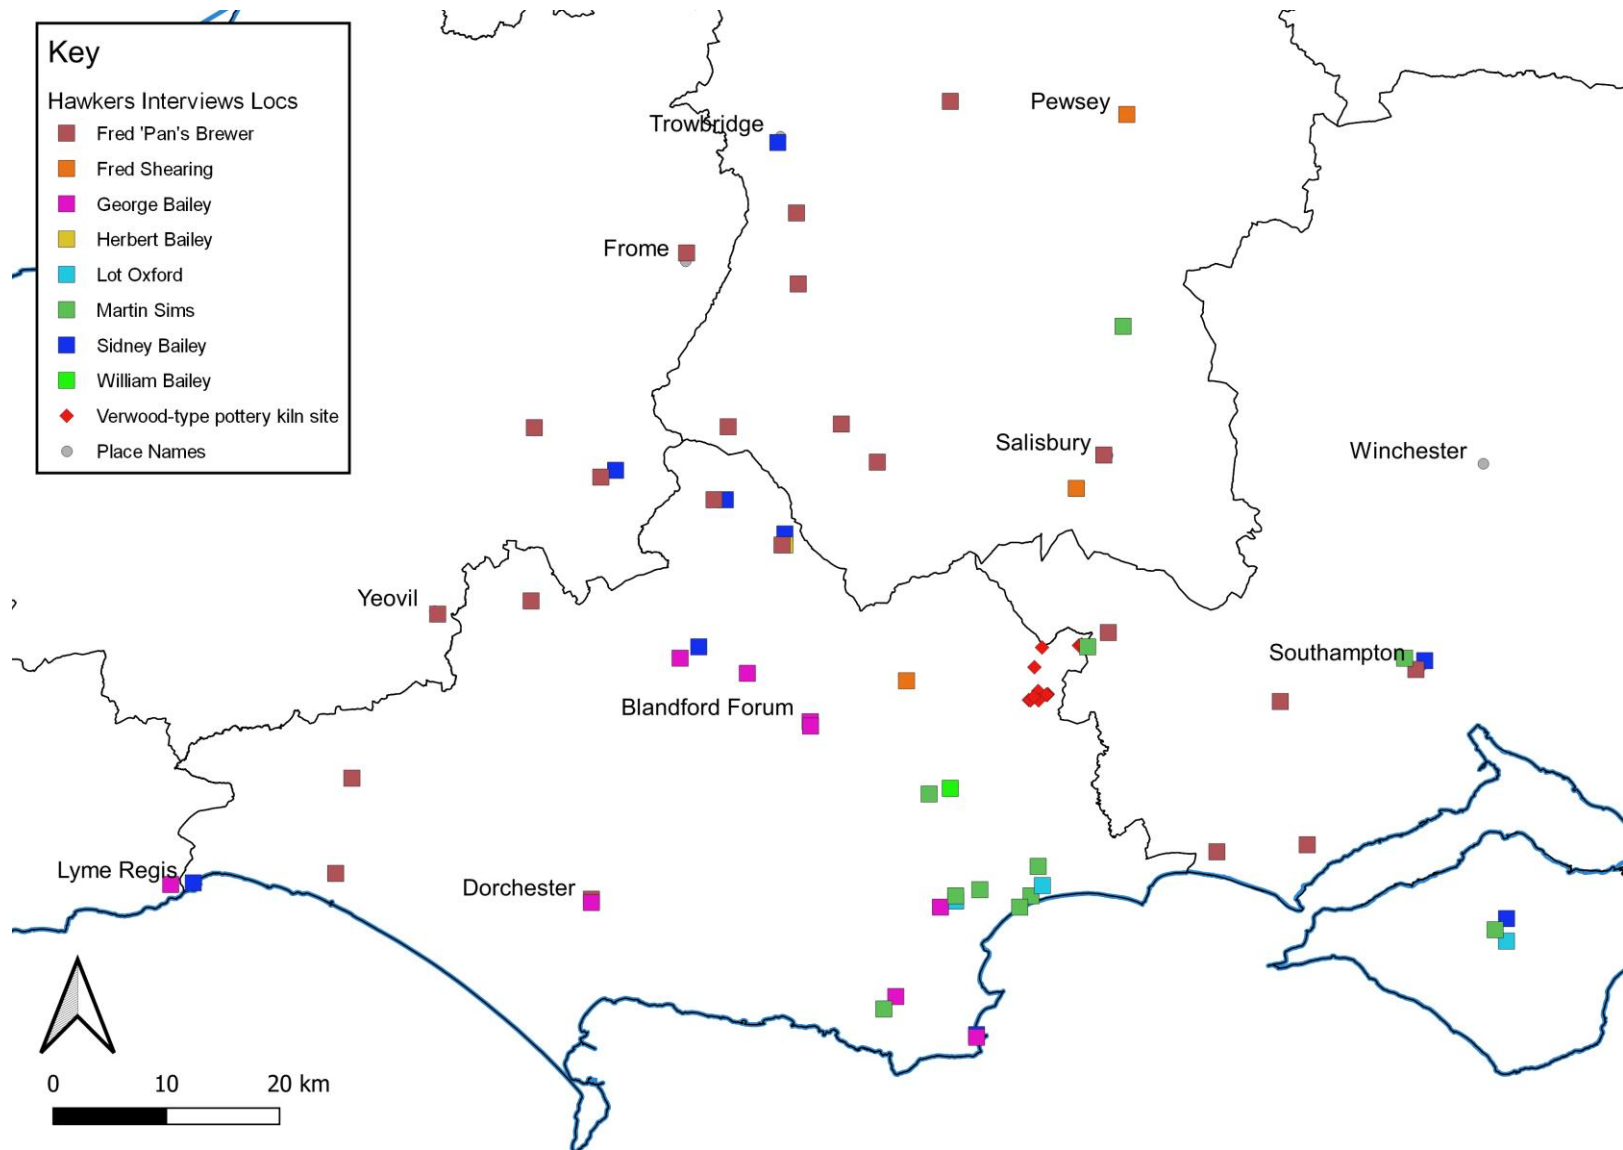 Key
Hawkers Interviews Locs
Fred 'Pan's Brewer
Fred Shearing
George Bailey
Herbert Bailey
Lot Oxford
Martin Sims
Sidney Bailey
William Bailey
Verwood-type pottery kiln site
Place Names
Pewsey
Trowbridge
Frome
Salisbury
Winchester
Yeovil
Southampton
Blandford Forum
Lyme Regis
Dorchester
0 10 20 km